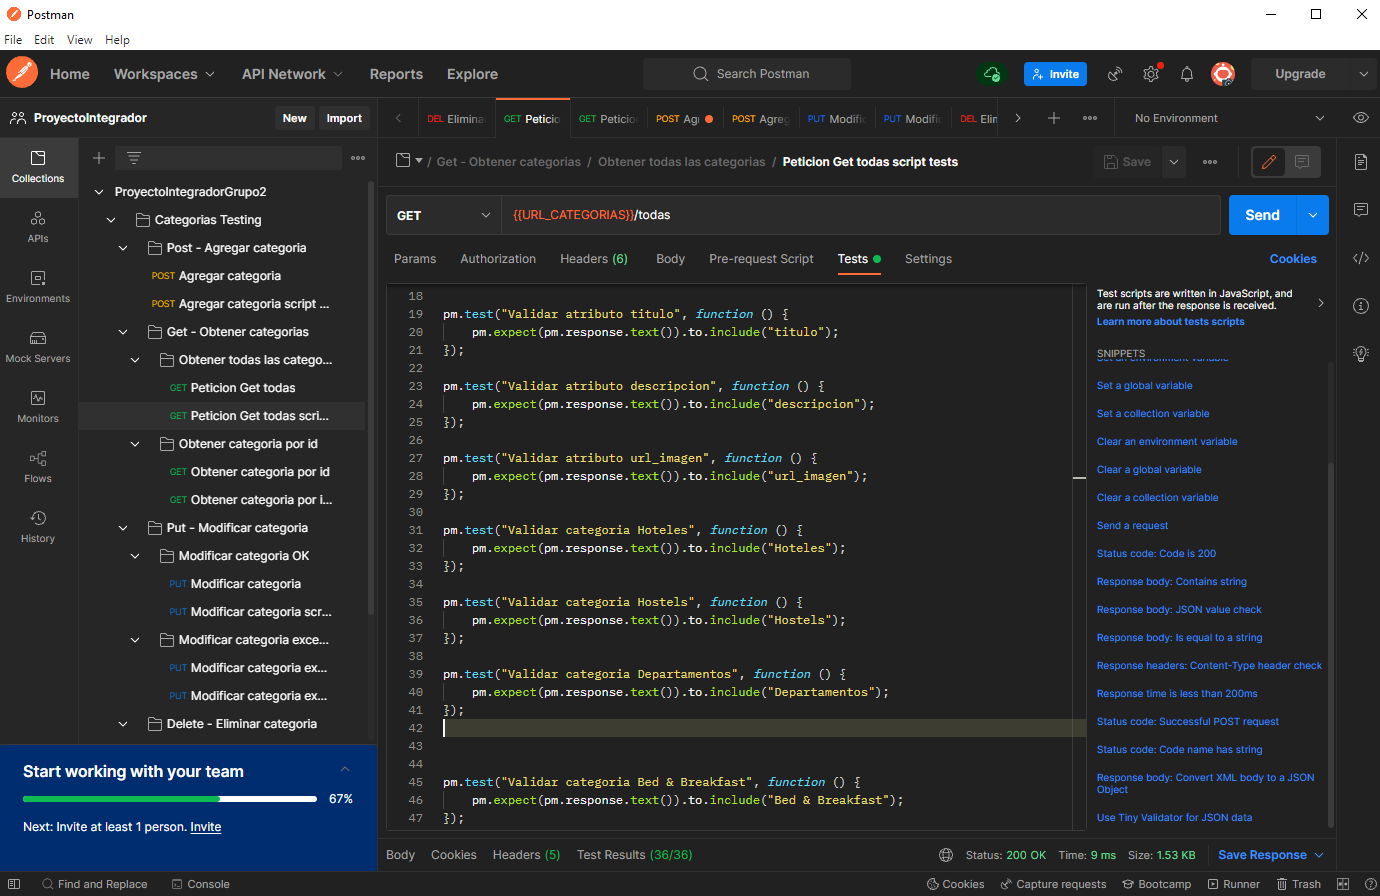 Postman
File Edit View Help
Home Workspaces API Network Reports Explore
Search Postman
Invite
Upgrade
ProyectoIntegrador
New Import
DEL Elimina
GET Peticio
GET Peticio
POST Ag
POST Agreg
PUT Modific
PUT Modific
DEL Elim
No Environment
Collections
APIs
Environments
Mock Servers
Monitors
Flows
History
ProyectoIntegradorGrupo2
Categorias Testing
Post - Agregar categoria
POST Agregar categoria
POST Agregar categoria script ...
Get - Obtener categorias
Obtener todas las catego...
GET Peticion Get todas
GET Peticion Get todas scri...
Obtener categoria por id
GET Obtener categoria por id
GET Obtener categoria por i...
Put - Modificar categoria
Modificar categoria OK
PUT Modificar categoria
PUT Modificar categoria scr...
Modificar categoria exce...
PUT Modificar categoria ex...
PUT Modificar categoria ex...
Delete - Eliminar categoria
Start working with your team
67%
Next: Invite at least 1 person. Invite
/ Get - Obtener categorias / Obtener todas las categorias / Peticion Get todas script tests
Save
GET
{{URL_CATEGORIAS}}/todas
Send
Params Authorization Headers (6) Body Pre-request Script Tests Settings
Cookies
18
19 pm.test("Validar atributo titulo", function () {
20 pm.expect(pm.response.text()).to.include("titulo");
21 });
22
23 pm.test("Validar atributo descripcion", function () {
24 pm.expect(pm.response.text()).to.include("descripcion");
25 });
26
27 pm.test("Validar atributo url_imagen", function () {
28 pm.expect(pm.response.text()).to.include("url_imagen");
29 });
30
31 pm.test("Validar categoria Hoteles", function () {
32 pm.expect(pm.response.text()).to.include("Hoteles");
33 });
34
35 pm.test("Validar categoria Hostels", function () {
36 pm.expect(pm.response.text()).to.include("Hostels");
37 });
38
39 pm.test("Validar categoria Departamentos", function () {
40 pm.expect(pm.response.text()).to.include("Departamentos");
41 });
42
43
44
45 pm.test("Validar categoria Bed & Breakfast", function () {
46 pm.expect(pm.response.text()).to.include("Bed & Breakfast");
47 });
Test scripts are written in JavaScript, and
are run after the response is received.
Learn more about tests scripts
SNIPPETS
Set an environment variable
Set a global variable
Set a collection variable
Clear an environment variable
Clear a global variable
Clear a collection variable
Send a request
Status code: Code is 200
Response body: Contains string
Response body: JSON value check
Response body: Is equal to a string
Response headers: Content-Type header check
Response time is less than 200ms
Status code: Successful POST request
Status code: Code name has string
Response body: Convert XML body to a JSON
Object
Use Tiny Validator for JSON data
Body Cookies Headers (5) Test Results (36/36)
Status: 200 OK Time: 9 ms Size: 1.53 KB Save Response
Find and Replace Console
Cookies Capture requests Bootcamp Runner Trash